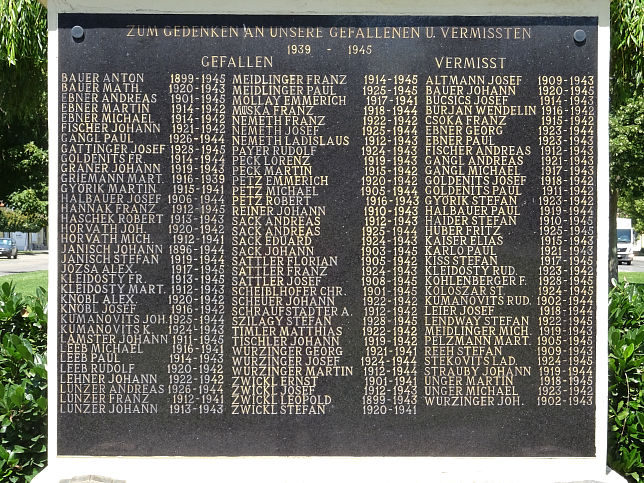 ZUM GEDENKEN AN UNSERE GEFALLENEN U. VERMISSTEN
1939 - 1945
GEFALLEN
BAUER ANTON 1899-1945
BAUER MATH. 1920-1943
EBNER ANDREAS 1901-1945
EBNER MARTIN 1914-1942
EBNER MICHAEL 1914-1942
FISCHER JOHANN 1921-1942
GANGL PAUL 1926-1944
GATTINGER JOSEF 1923-1945
GOLDENITS FR. 1914-1944
GRANER JOHANN 1919-1943
GRIEMANN MART. 1916-1939
GYÖRIK MARTIN 1915-1941
HALBAUER JOSEF 1906-1944
HANNAK FRANZ 1912-1945
HASCHEK ROBERT 1913-1943
HORVATH JOH. 1920-1942
HORVATH MICH. 1912-1941
JANISCH JOHANN 1896-1944
JANISCH STEFAN 1919-1944
JOZSA ALEX. 1917-1945
KLEIDOSTY FR. 1913-1945
KLEIDOSTY MART. 1912-1943
KNOBL ALEX. 1920-1942
KNOBL JOSEF 1916-1942
KUMANOVITS JOH. 1925-1944
KUMANOVITS K. 1924-1943
LAMSTER JOHANN 1911-1945
LEEB MICHAEL 1916-1941
LEEB PAUL 1914-1943
LEEB RUDOLF 1920-1942
LEHNER JOHANN 1922-1942
LUNZER ANDREAS 1926-1944
LUNZER FRANZ 1912-1941
LUNZER JOHANN 1913-1943
MEIDLINGER FRANZ 1914-1945
MEIDLINGER PAUL 1925-1945
MOLLAY EMMERICH 1917-1941
MUSKA FRANZ 1918-1944
NEMETH FRANZ 1922-1942
NEMETH JOSEF 1925-1944
NEMETH LADISLAUS 1912-1943
BAYER RUDOLF 1924-1943
PECK LORENZ 1919-1943
PECK MARTIN 1915-1942
PETZ EMMERICH 1920-1942
PETZ MICHAEL 1905-1944
PETZ ROBERT 1916-1943
REINER JOHANN 1910-1943
SACK ANDREAS 1912-1943
SACK ANDREAS 1925-1944
SACK EDUARD 1924-1943
SACK JOHANN 1903-1945
SATTLER FLORIAN 1905-1942
SATTLER FRANZ 1924-1943
SATTLER JOSEF 1908-1945
SCHEIBLHOFER CHR. 1901-1945
SCHEUER JOHANN 1922-1942
SCHRAUFSTADTER A. 1912-1942
SZILAGY STEFAN 1928-1945
TIMLER MATTHIAS 1922-1942
TISCHLER JOHANN 1919-1942
WURZINGER GEORG 1921-1941
WURZINGER JOSEF 1924-1944
WURZINGER MARTIN 1912-1944
ZWICKL ERNST 1901-1941
ZWICKL JOSEF 1912-1943
ZWICKL LEOPOLD 1899-1943
ZWICKL STEFAN 1920-1941
VERMISST
ALTMANN JOSEF 1909-1943
BAUER JOHANN 1920-1945
BUCSICS JOSEF 1914-1943
BURJAN WENDELIN 1916-1942
CSOKA FRANZ 1915-1945
EBNER GEORG 1923-1944
EBNER PAUL 1923-1943
FISCHER ANDREAS 1912-1943
GANGL ANDREAS 1921-1943
GANGL MICHAEL 1917-1943
GOLDENITS JOSEF 1918-1943
GOLDENITS PAUL 1911-1942
GYÖRIK STEFAN 1923-1942
HALBAUER PAUL 1919-1944
HAIDER STEFAN 1910-1945
HUBER FRITZ 1925-1945
KAISER ELIAS 1915-1943
KARLO PAUL 1921-1943
KISS STEFAN 1917-1944
KLEIDOSTY RUD. 1923-1942
KOHLENBERGER F. 1928-1945
KOLOSZAR ST. 1924-1943
KUMANOVITS RUD. 1902-1944
LEIER JOSEF 1918-1944
LENDWAY STEFAN 1922-1945
MEIDLINGER MICH. 1919-1943
PELZMANN MART. 1905-1945
REEH STEFAN 1909-1943
STEKOVITS LAD. 1924-1945
STRAUBY JOHANN 1919-1944
UNGER MARTIN 1918-1945
UNGER MICHAEL 1923-1942
WURZINGER JOH. 1902-1943